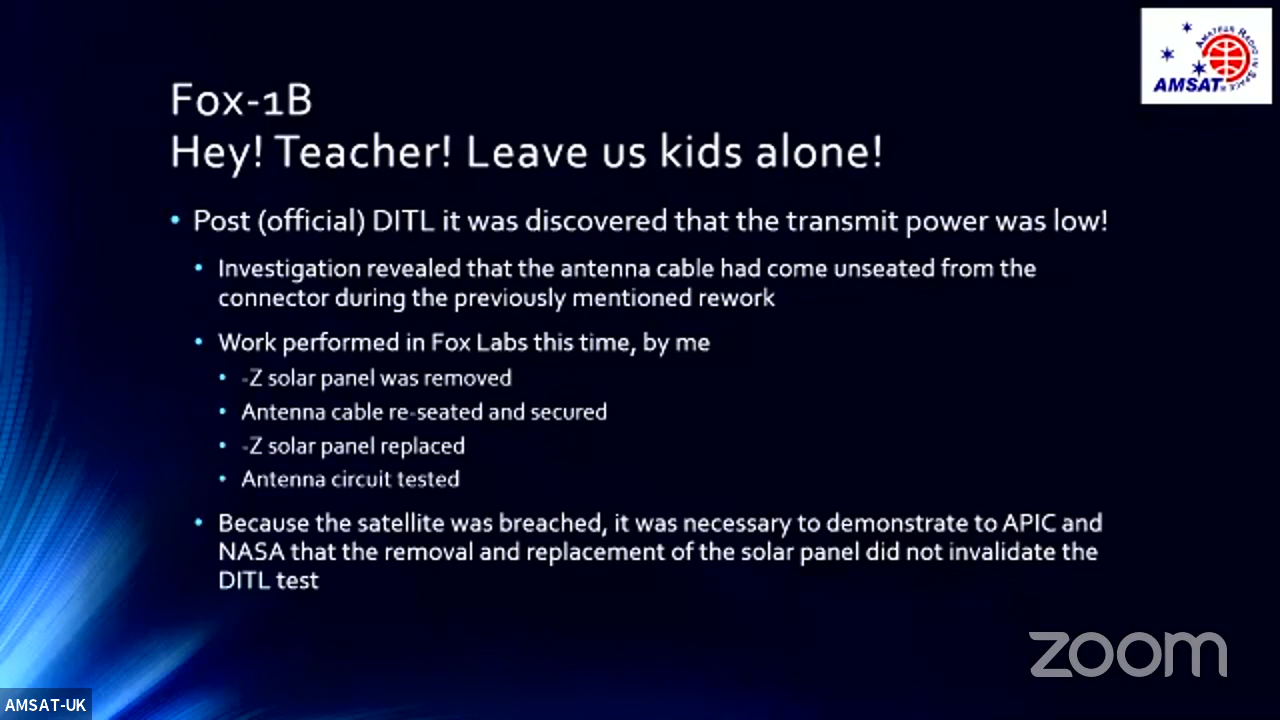 AMATEUR RADIO IN SPACE
AMSAT®
Fox-1B
Hey! Teacher! Leave us kids alone!
• Post (official) DITL it was discovered that the transmit power was low!
• Investigation revealed that the antenna cable had come unseated from the
connector during the previously mentioned rework
• Work performed in Fox Labs this time, by me
• -Z solar panel was removed
• Antenna cable re-seated and secured
• -Z solar panel replaced
• Antenna circuit tested
• Because the satellite was breached, it was necessary to demonstrate to APIC and
NASA that the removal and replacement of the solar panel did not invalidate the
DITL test
zoom
AMSAT-UK